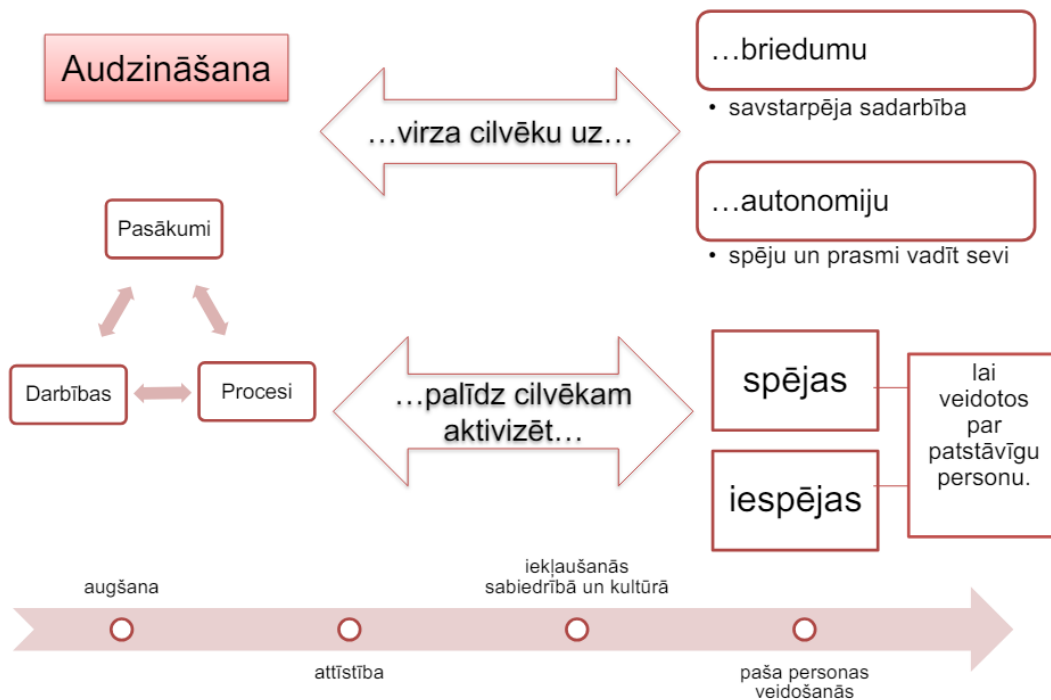 Audzināšana
…virza cilvēku uz…
…briedumu
• savstarpēja sadarbība
…autonomiju
• spēju un prasmi vadīt sevi
Pasākumi
Darbības
Procesi
…palīdz cilvēkam
aktivizēt…
spējas
iespējas
lai
veidotos
par
patstāvīgu
personu.
augšana
attīstība
iekļaušanās
sabiedrībā un kultūrā
paša personas
veidošanās